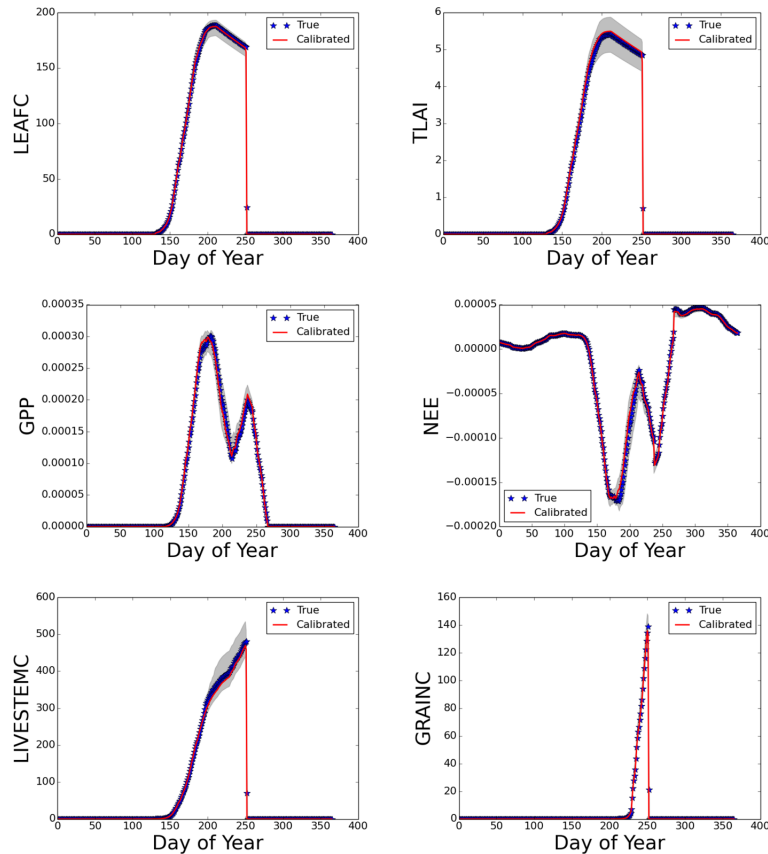 200
150
100
50
0
LEAFC
True
Calibrated
0 50 100 150 200 250 300 350 400
Day of Year
6
5
4
3
2
1
0
TLAI
True
Calibrated
0 50 100 150 200 250 300 350 400
Day of Year
0.00035
0.00030
0.00025
0.00020
0.00015
0.00010
0.00005
0.00000
GPP
True
Calibrated
0 50 100 150 200 250 300 350 400
Day of Year
0.00005
0.00000
−0.00005
−0.00010
−0.00015
−0.00020
NEE
True
Calibrated
0 50 100 150 200 250 300 350 400
Day of Year
600
500
400
300
200
100
0
LIVESTEMC
True
Calibrated
0 50 100 150 200 250 300 350 400
Day of Year
160
140
120
100
80
60
40
20
0
GRAINC
True
Calibrated
0 50 100 150 200 250 300 350 400
Day of Year